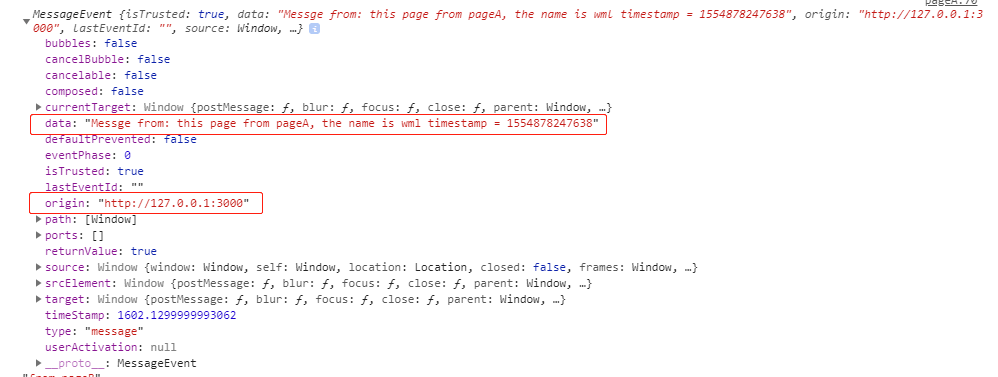 pageA:70
MessageEvent {isTrusted: true, data: "Messge from: this page from pageA, the name is wml timestamp = 1554878247638", origin: "http://127.0.0.1:3
000", lastEventId: "", source: Window, …}
bubbles: false
cancelBubble: false
cancelable: false
composed: false
currentTarget: Window {postMessage: ƒ, blur: ƒ, focus: ƒ, close: ƒ, parent: Window, …}
data: "Messge from: this page from pageA, the name is wml timestamp = 1554878247638"
defaultPrevented: false
eventPhase: 0
isTrusted: true
lastEventId: ""
origin: "http://127.0.0.1:3000"
path: [Window]
ports: []
returnValue: true
source: Window {window: Window, self: Window, location: Location, closed: false, frames: Window, …}
srcElement: Window {postMessage: ƒ, blur: ƒ, focus: ƒ, close: ƒ, parent: Window, …}
target: Window {postMessage: ƒ, blur: ƒ, focus: ƒ, close: ƒ, parent: Window, …}
timeStamp: 1602.1299999993062
type: "message"
userActivation: null
__proto__: MessageEvent